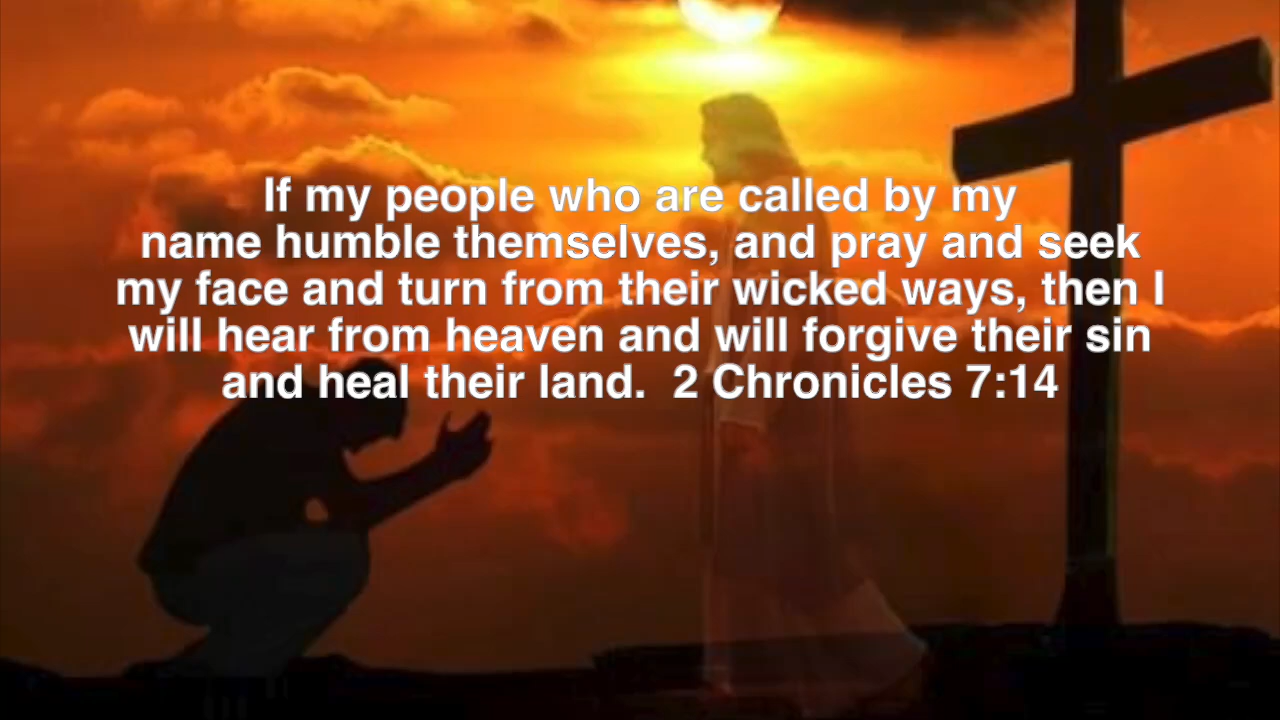 If my people who are called by my
name humble themselves, and pray and seek
my face and turn from their wicked ways, then I
will hear from heaven and will forgive their sin
and heal their land.  2 Chronicles 7:14